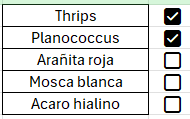 Thrips
Planococcus
Arañita roja
Mosca blanca
Acaro hialino